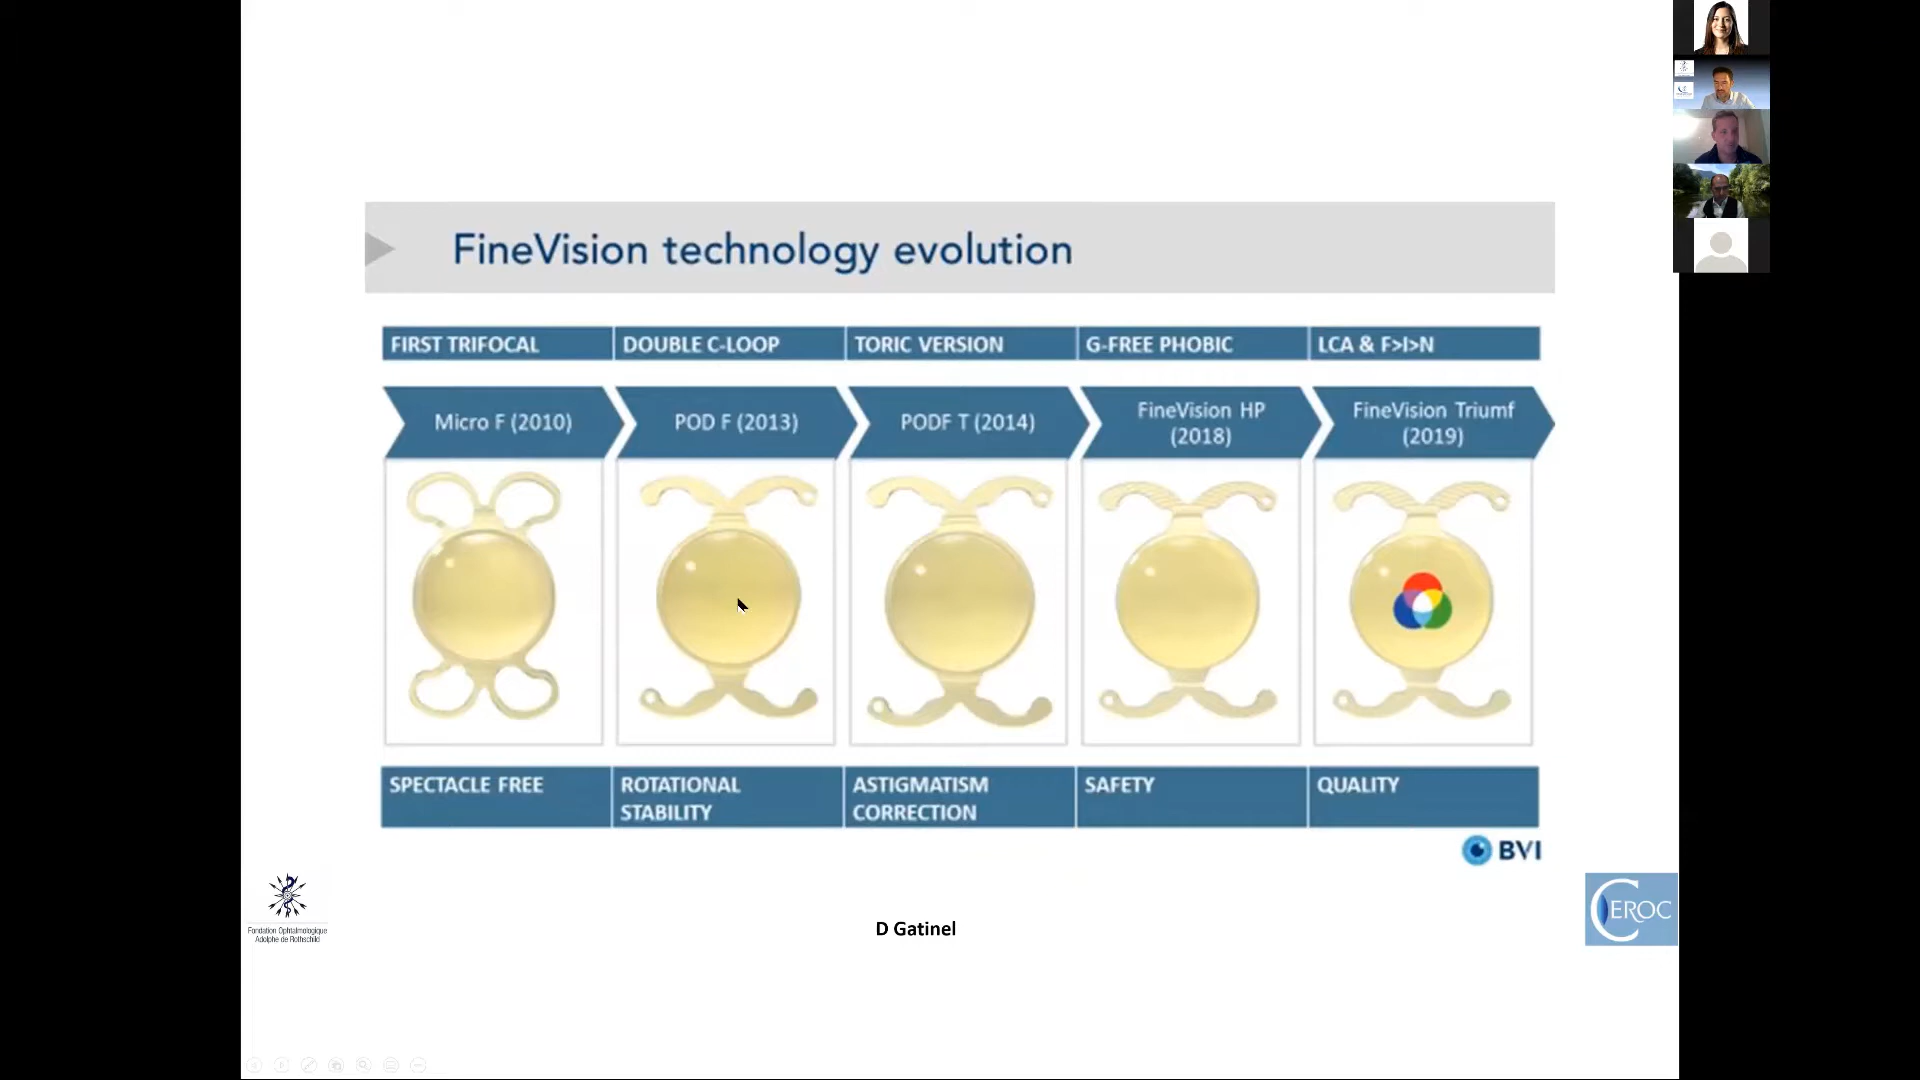 FineVision technology evolution
FIRST TRIFOCAL
DOUBLE C-LOOP
TORIC VERSION
G-FREE PHOBIC
LCA & F>I>N
Micro F (2010)
POD F (2013)
PODF T (2014)
FineVision HP
(2018)
FineVision Triumf
(2019)
SPECTACLE FREE
ROTATIONAL
STABILITY
ASTIGMATISM
CORRECTION
SAFETY
QUALITY
BVI
Fondation Ophtalmologique
Adolphe de Rothschild
D Gatinel
CEROC